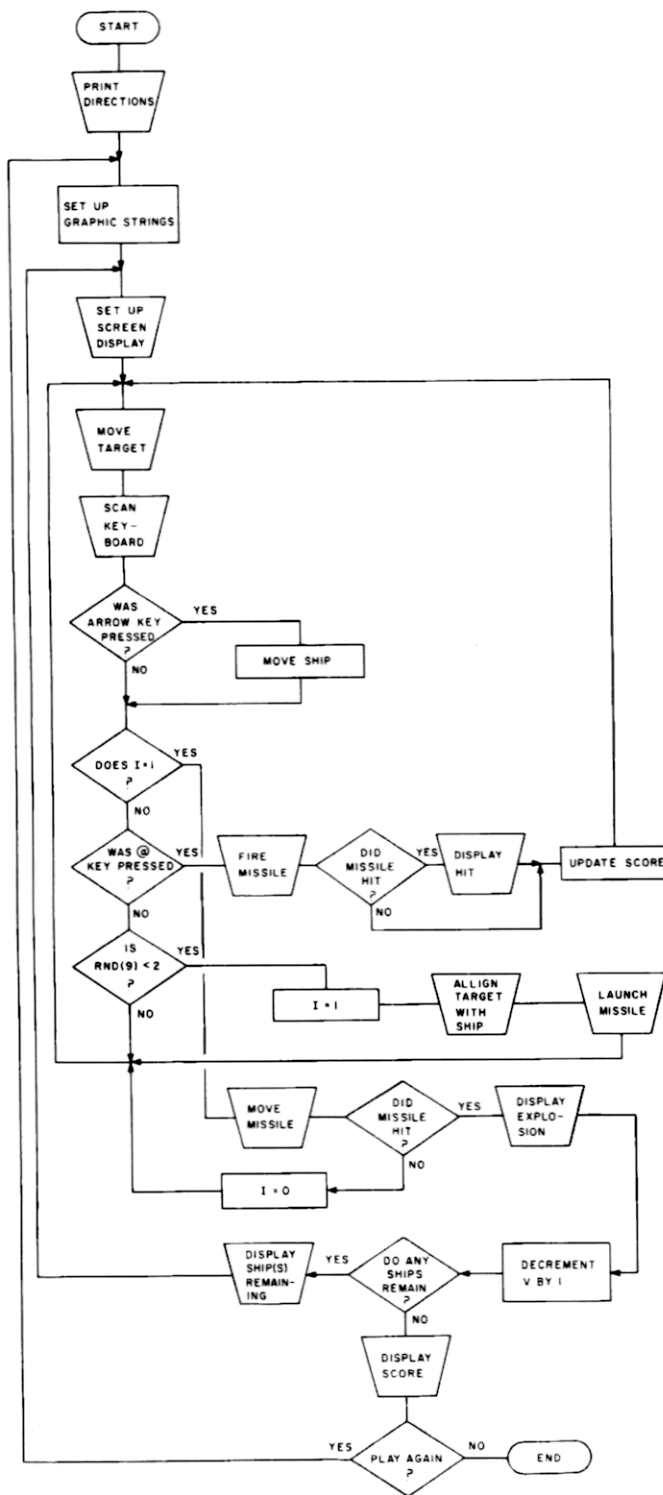 START
PRINT
DIRECTIONS
SET UP
GRAPHIC STRINGS
SET UP
SCREEN
DISPLAY
MOVE
TARGET
SCAN
KEY-
BOARD
WAS
ARROW KEY
PRESSED
?
YES
NO
MOVE SHIP
DOES I=1
?
YES
NO
WAS @
KEY PRESSED
?
YES
NO
FIRE
MISSILE
DID
MISSILE
HIT
?
YES
NO
DISPLAY
HIT
UPDATE SCORE
IS
RND(9) <2
?
YES
NO
I = 1
ALLIGN
TARGET
WITH
SHIP
LAUNCH
MISSILE
MOVE
MISSILE
DID
MISSILE
HIT
?
YES
NO
DISPLAY
EXPLO-
SION
I = 0
DECREMENT
V BY 1
DO ANY
SHIPS
REMAIN
?
YES
NO
DISPLAY
SHIP(S)
REMAIN-
ING
DISPLAY
SCORE
PLAY AGAIN
?
YES
NO
END